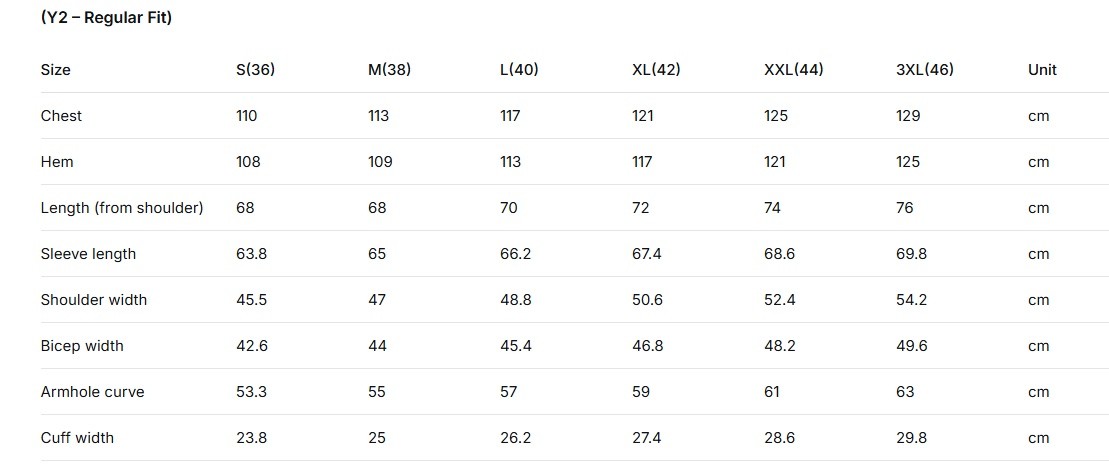 (Y2 – Regular Fit)
Size S(36) M(38) L(40) XL(42) XXL(44) 3XL(46) Unit
Chest 110 113 117 121 125 129 cm
Hem 108 109 113 117 121 125 cm
Length (from shoulder) 68 68 70 72 74 76 cm
Sleeve length 63.8 65 66.2 67.4 68.6 69.8 cm
Shoulder width 45.5 47 48.8 50.6 52.4 54.2 cm
Bicep width 42.6 44 45.4 46.8 48.2 49.6 cm
Armhole curve 53.3 55 57 59 61 63 cm
Cuff width 23.8 25 26.2 27.4 28.6 29.8 cm